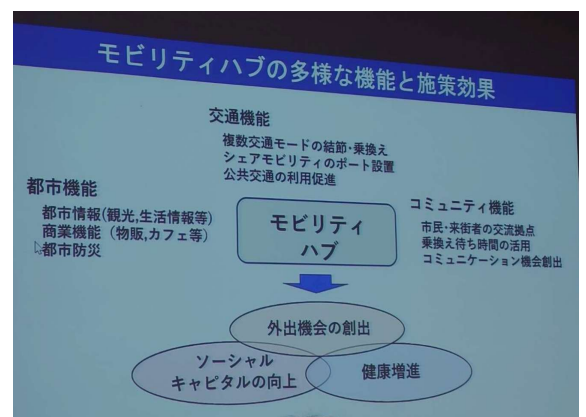 モビリティハブの多様な機能と施策効果
交通機能
複数交通モードの結節･乗換え
シェアモビリティのポート設置
公共交通の利用促進
都市機能
都市情報(観光,生活情報等)
商業機能（物販,カフェ等）
都市防災
モビリティ
ハブ
コミュニティ機能
市民・来街者の交流拠点
乗換え待ち時間の活用
コミュニケーション機会創出
外出機会の創出
ソーシャル
キャピタルの向上
健康増進